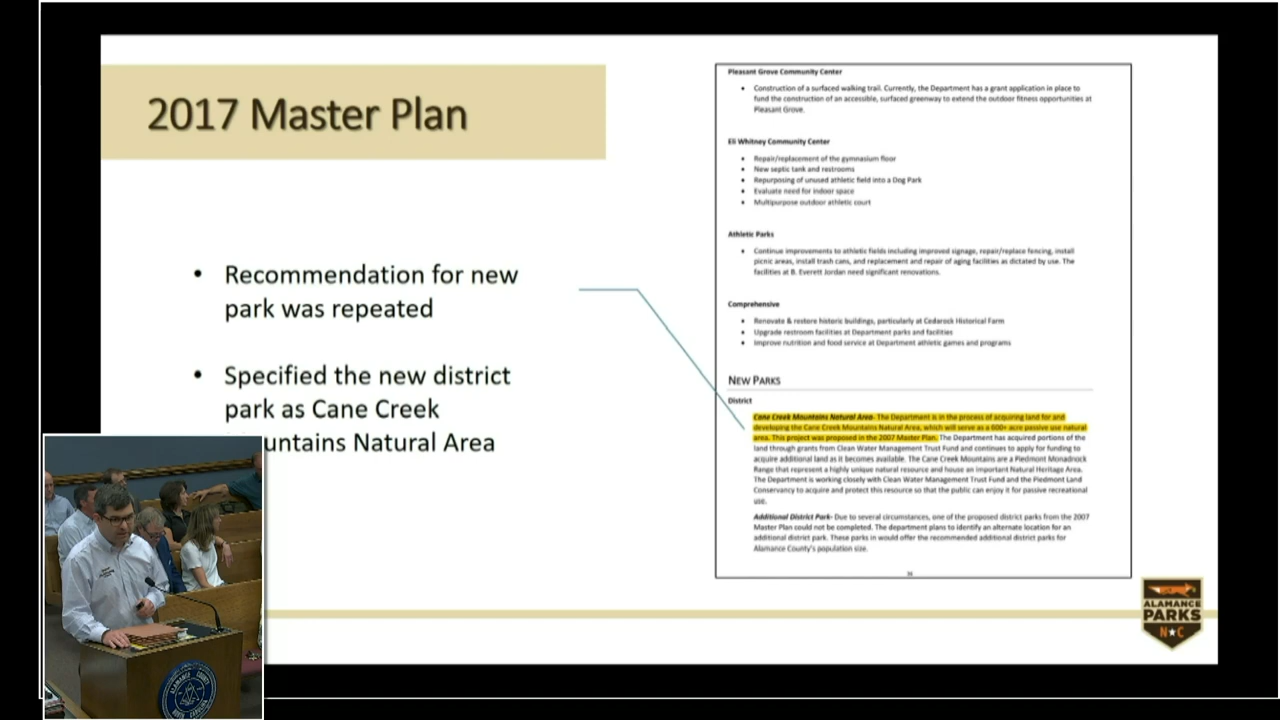 2017 Master Plan
• Recommendation for new
park was repeated
• Specified the new district
park as Cane Creek
untains Natural Area
Pleasant Grove Community Center
• Construction of a surfaced walking trail. Currently, the Department has a grant application in place to
fund the construction of an accessible, surfaced greenway to extend the outdoor fitness opportunities at
Pleasant Grove.
Eli Whitney Community Center
• Repair/replacement of the gymnasium floor
• New septic tank and restrooms
• Repurposing of unused athletic field into a Dog Park
• Evaluate need for indoor space
• Multipurpose outdoor athletic court
Athletic Parks
• Continue improvements to athletic fields including improved signage, repair/replace fencing, install
picnic areas, install trash cans, and replacement and repair of aging facilities as dictated by use. The
facilities at B. Everett Jordan need significant renovations.
Comprehensive
• Renovate & restore historic buildings, particularly at Cedarock Historical Farm
• Upgrade restroom facilities at Department parks and facilities
• Improve nutrition and food service at Department athletic games and programs
NEW PARKS
District
Cane Creek Mountains Natural Area- The Department is in the process of acquiring land for and
developing the Cane Creek Mountains Natural Area, which will serve as a 600+ acre passive use natural
area. This project was proposed in the 2007 Master Plan. The Department has acquired portions of the
land through grants from Clean Water Management Trust Fund and continues to apply for funding to
acquire additional land as it becomes available. The Cane Creek Mountains are a Piedmont Monadnock
Range that represent a highly unique natural resource and house an important Natural Heritage Area.
The Department is working closely with Clean Water Management Trust Fund and the Piedmont Land
Conservancy to acquire and protect this resource so that the public can enjoy it for passive recreational
use.
Additional District Park- Due to several circumstances, one of the proposed district parks from the 2007
Master Plan could not be completed. The department plans to identify an alternate location for an
additional district park. These parks in would offer the recommended additional district parks for
Alamance County's population size.
ALAMANCE
PARKS
N★C
ALAMANCE COUNTY
NORTH CAROLINA